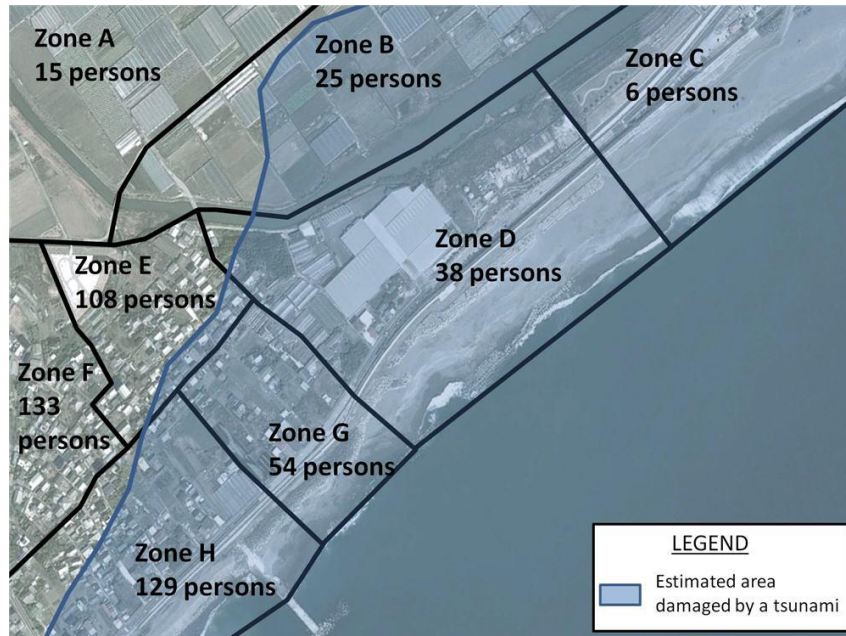 Zone A
15 persons
Zone B
25 persons
Zone C
6 persons
Zone D
38 persons
Zone E
108 persons
Zone F
133
persons
Zone G
54 persons
Zone H
129 persons
LEGEND
Estimated area
damaged by a tsunami